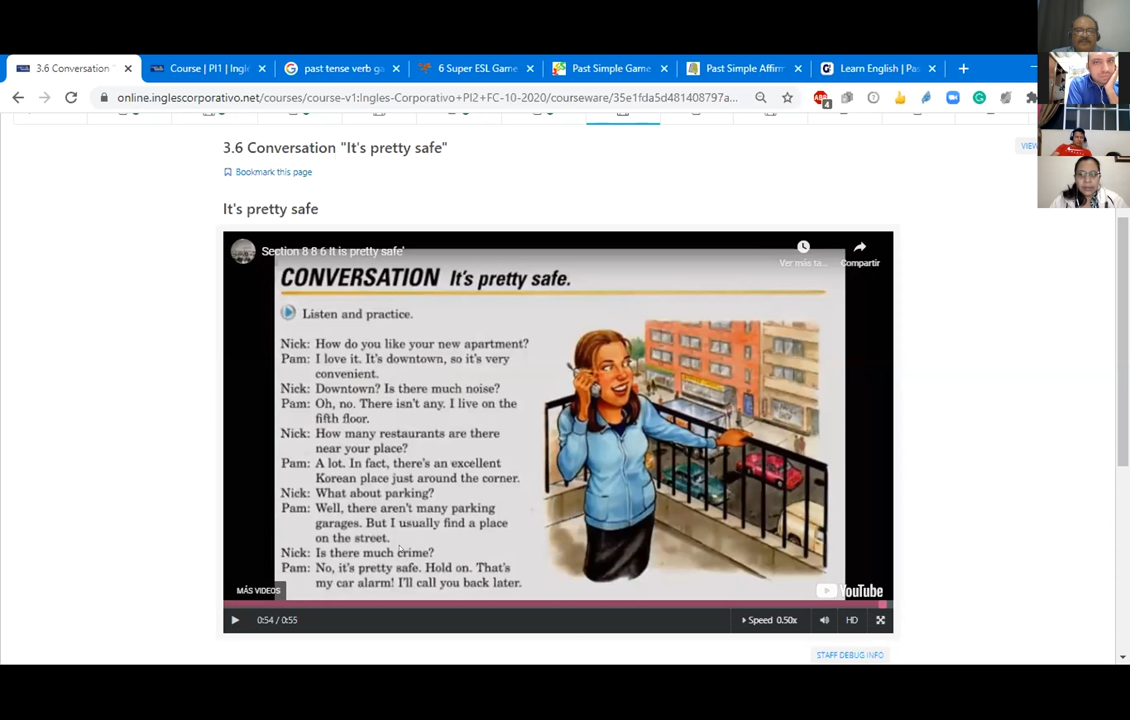 3.6 Conversation "
Course | PI1 | Ingle
past tense verb ga
6 Super ESL Game
Past Simple Game
Past Simple Affirm
Learn English | Pas
online.inglescorporativo.net/courses/course-v1:Ingles-Corporativo+PI2+FC-10-2020/courseware/35e1fda5d481408797a...
3.6 Conversation "It's pretty safe"
VIEW
Bookmark this page
It's pretty safe
Section 8 8 6 It is pretty safe'
Ver más ta...
Compartir
CONVERSATION It's pretty safe.
Listen and practice.
Nick: How do you like your new apartment?
Pam: I love it. It's downtown, so it's very
convenient.
Nick: Downtown? Is there much noise?
Pam: Oh, no. There isn't any. I live on the
fifth floor.
Nick: How many restaurants are there
near your place?
Pam: A lot. In fact, there's an excellent
Korean place just around the corner.
Nick: What about parking?
Pam: Well, there aren't many parking
garages. But I usually find a place
on the street.
Nick: Is there much crime?
Pam: No, it's pretty safe. Hold on. That's
my car alarm! I'll call you back later.
MÁS VIDEOS
YouTube
0:54 / 0:55
Speed 0.50x
HD
STAFF DEBUG INFO